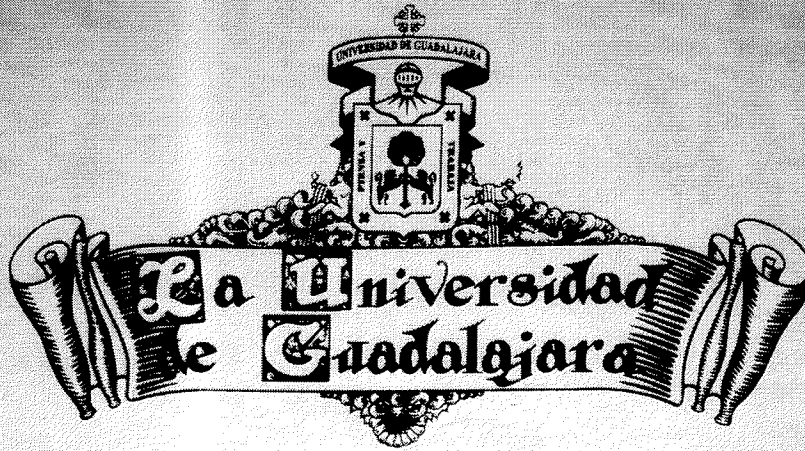 UNIVERSIDAD DE GUADALAJARA
PIENSA Y
TRABAJA
La Universidad
de Guadalajara